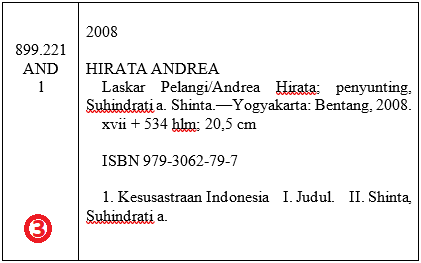 899.221
AND
1
2008
HIRATA ANDREA
Laskar Pelangi/Andrea Hirata; penyunting,
Suhindrati a. Shinta.—Yogyakarta: Bentang, 2008.
xvii + 534 hlm; 20,5 cm
ISBN 979-3062-79-7
1. Kesusastraan Indonesia I. Judul. II. Shinta,
Suhindrati a.
3